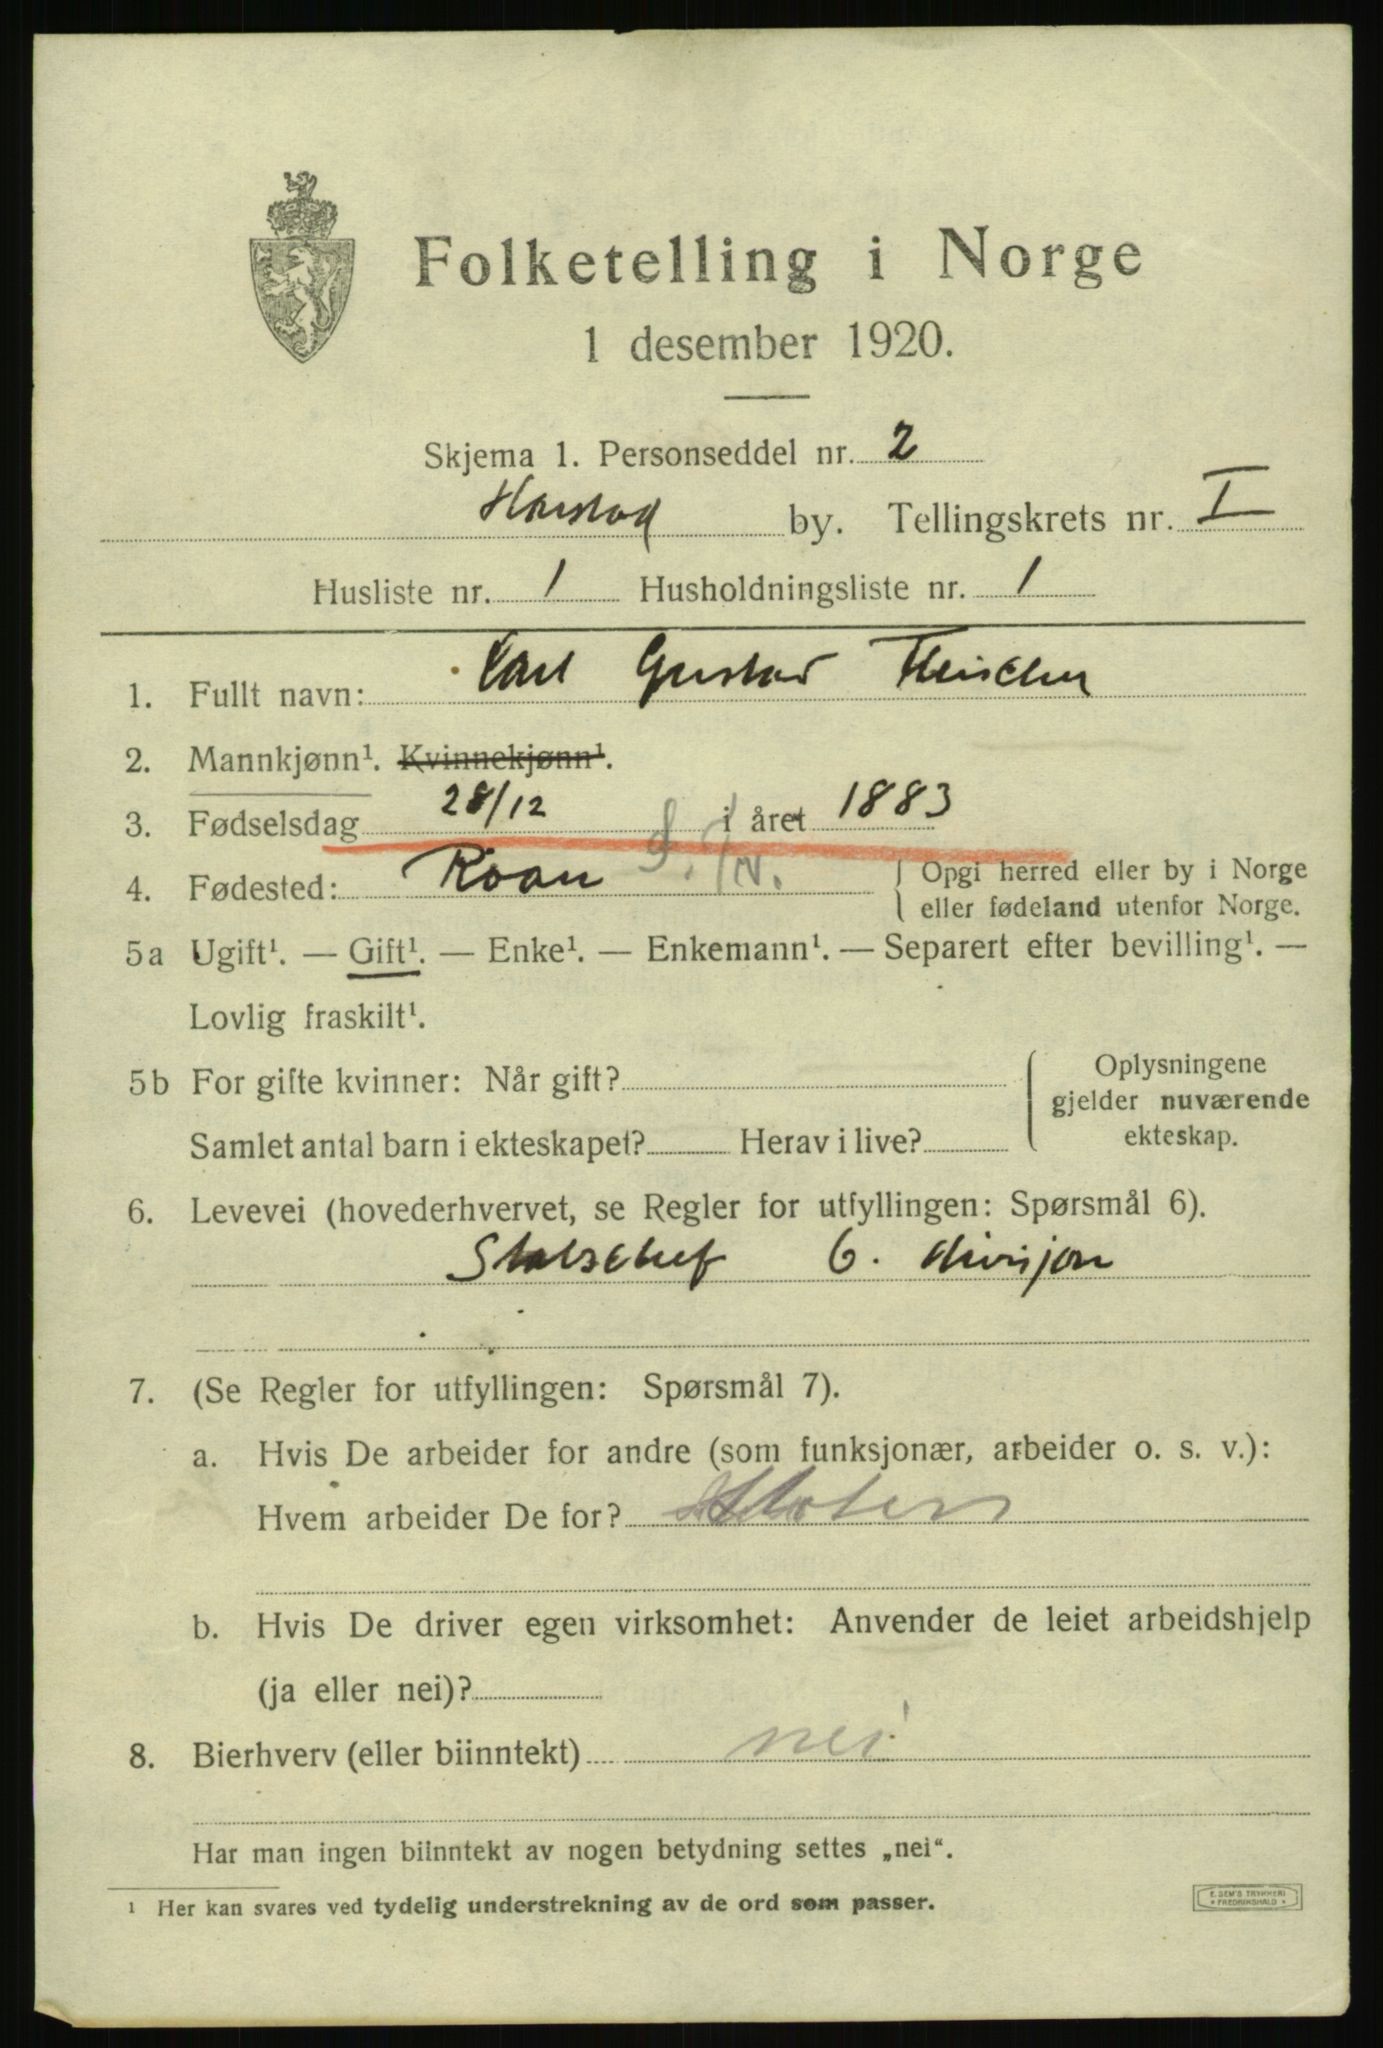 Folketelling i Norge
1 desember 1920.
Skjema 1. Personseddel nr. 2
Harstad by. Tellingskrets nr. I
Husliste nr. 1 Husholdningsliste nr. 1
1. Fullt navn: Carl Gustav Fleischer
2. Mannkjønn¹. Kvinnekjønn¹.
3. Fødselsdag 28/12 i året 1883
4. Fødested: Roan { Opgi herred eller by i Norge
eller fødeland utenfor Norge.
5a Ugift¹. — Gift¹. — Enke¹. — Enkemann¹. — Separert efter bevilling¹. —
Lovlig fraskilt¹.
5b For gifte kvinner: Når gift? { Oplysningene
gjelder nuværende
Samlet antal barn i ekteskapet? Herav i live? ekteskap.
6. Levevei (hovederhvervet, se Regler for utfyllingen: Spørsmål 6).
Stabschef 6. divisjon
7. (Se Regler for utfyllingen: Spørsmål 7).
a. Hvis De arbeider for andre (som funksjonær, arbeider o. s. v.):
Hvem arbeider De for? Staten
b. Hvis De driver egen virksomhet: Anvender de leiet arbeidshjelp
(ja eller nei)?
8. Bierhverv (eller biinntekt) nei
Har man ingen biinntekt av nogen betydning settes „nei“.
¹ Her kan svares ved tydelig understrekning av de ord som passer.
E. SEM'S TRYKKERI
* FREDRIKSHALD *